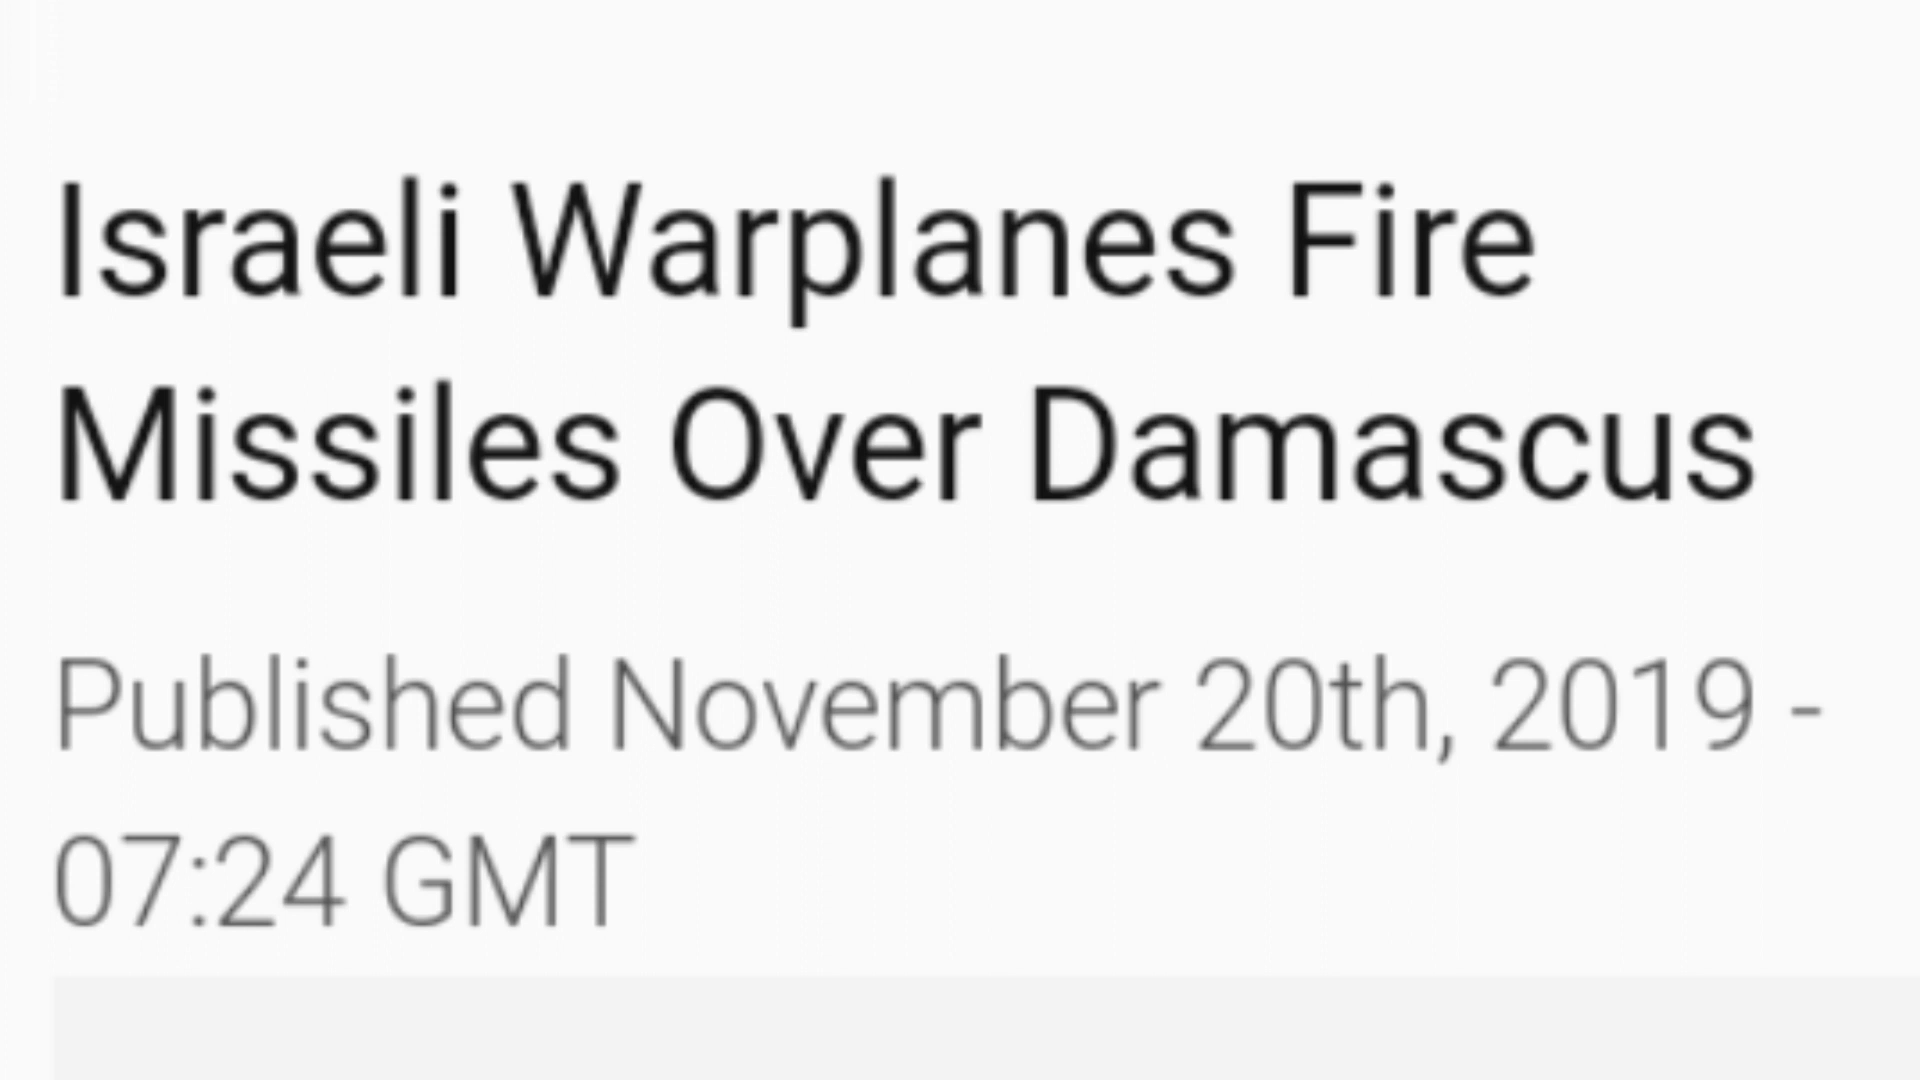 Israeli Warplanes Fire
Missiles Over Damascus
Published November 20th, 2019 -
07:24 GMT